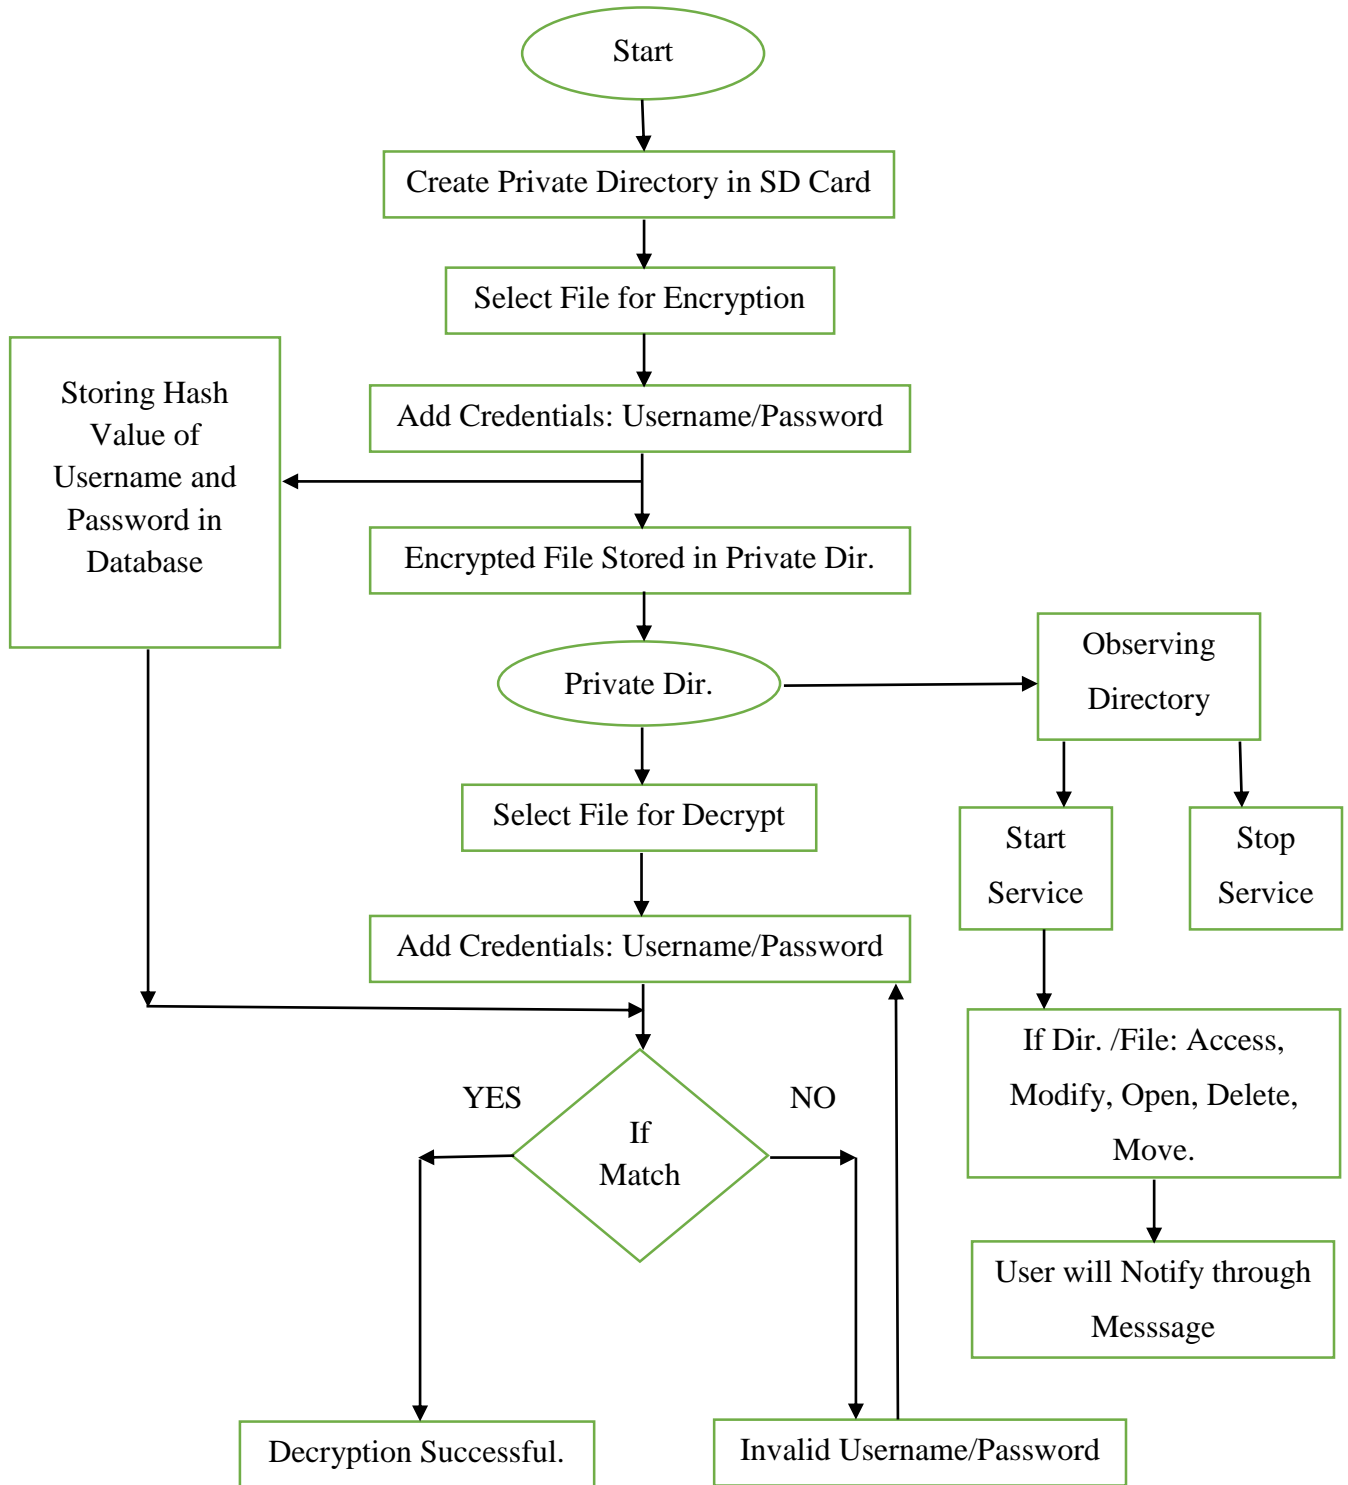 Start
Create Private Directory in SD Card
Select File for Encryption
Storing Hash
Value of
Username and
Password in
Database
Add Credentials: Username/Password
Encrypted File Stored in Private Dir.
Private Dir.
Observing
Directory
Select File for Decrypt
Start
Service
Stop
Service
Add Credentials: Username/Password
If Dir. /File: Access,
Modify, Open, Delete,
Move.
YES
NO
If
Match
User will Notify through
Messsage
Decryption Successful.
Invalid Username/Password